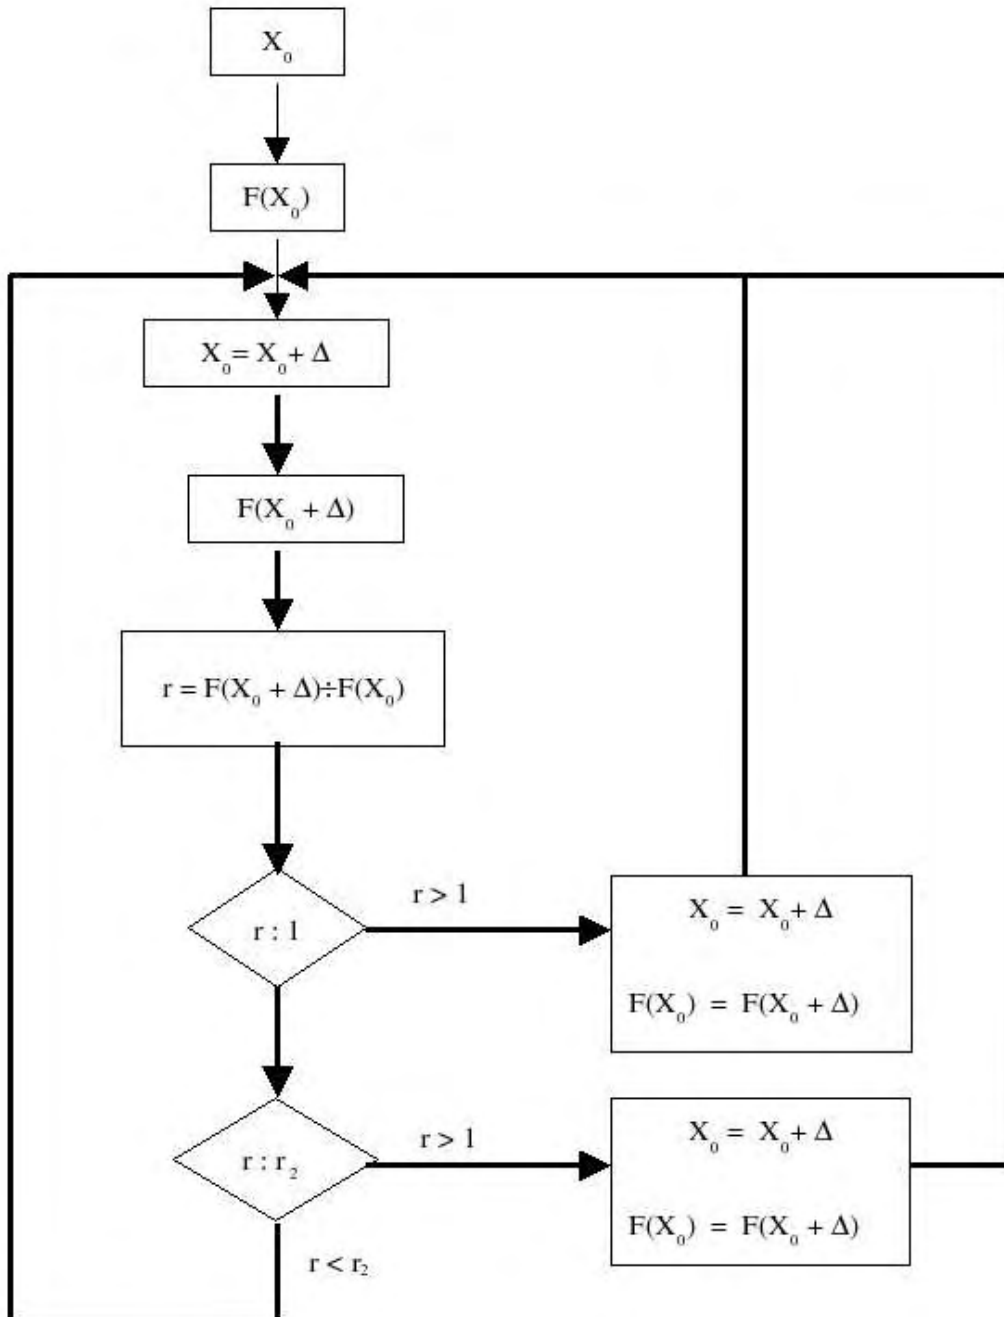 X₀
F(X₀)
X₀= X₀+ Δ
F(X₀ + Δ)
r = F(X₀ + Δ)÷F(X₀)
r : 1
r > 1
X₀ = X₀+ Δ
F(X₀) = F(X₀ + Δ)
r : r₂
r > 1
X₀ = X₀+ Δ
F(X₀) = F(X₀ + Δ)
r < r₂